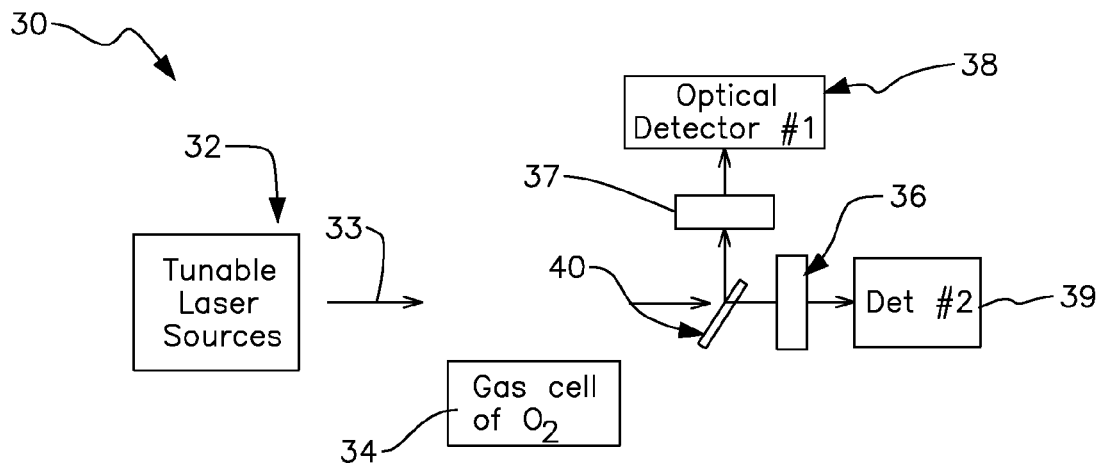 30
38
Optical
Detector #1
32
37
36
33
40
Tunable
Laser
Sources
Det #2
39
Gas cell
of O2
34